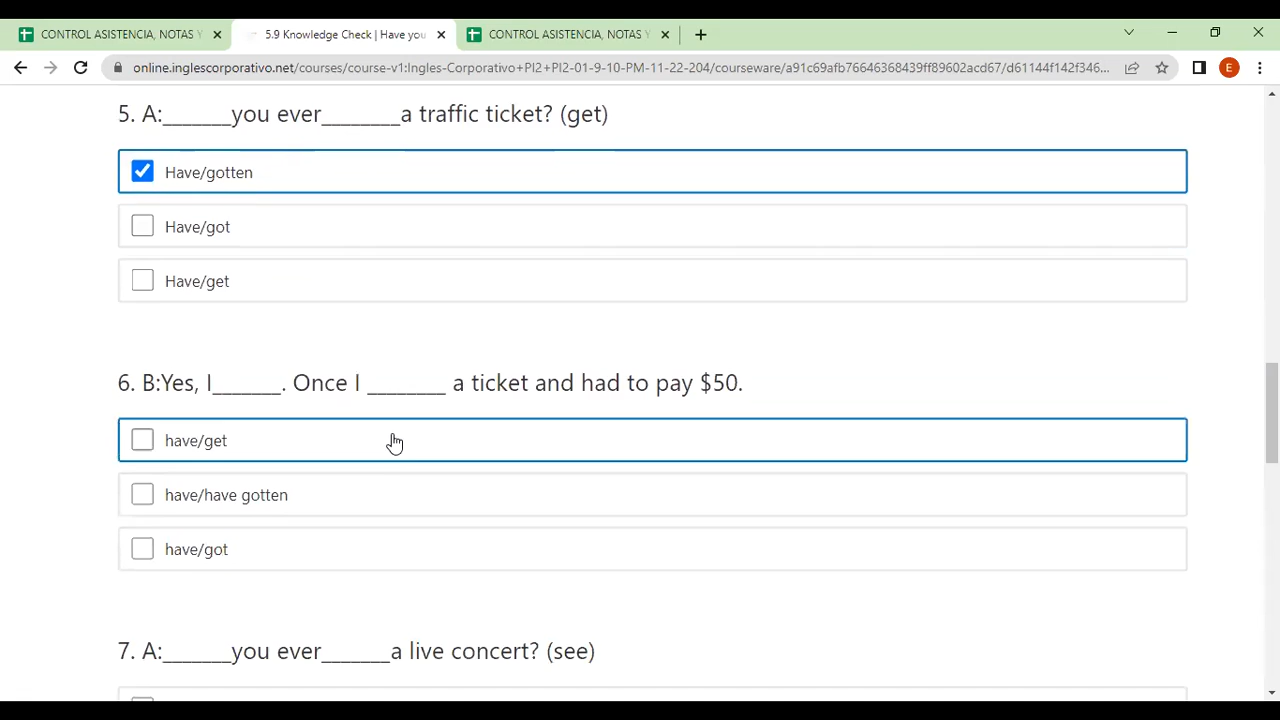 CONTROL ASISTENCIA, NOTAS Y
5.9 Knowledge Check | Have you
CONTROL ASISTENCIA, NOTAS Y
online.inglescorporativo.net/courses/course-v1:Ingles-Corporativo+PI2+PI2-01-9-10-PM-11-22-204/courseware/a91c69afb76646368439ff89602acd67/d61144f142f346...
E
5. A:_______you ever________a traffic ticket? (get)
Have/gotten
Have/got
Have/get
6. B:Yes, I_______. Once I ________ a ticket and had to pay $50.
have/get
have/have gotten
have/got
7. A:_______you ever_______a live concert? (see)